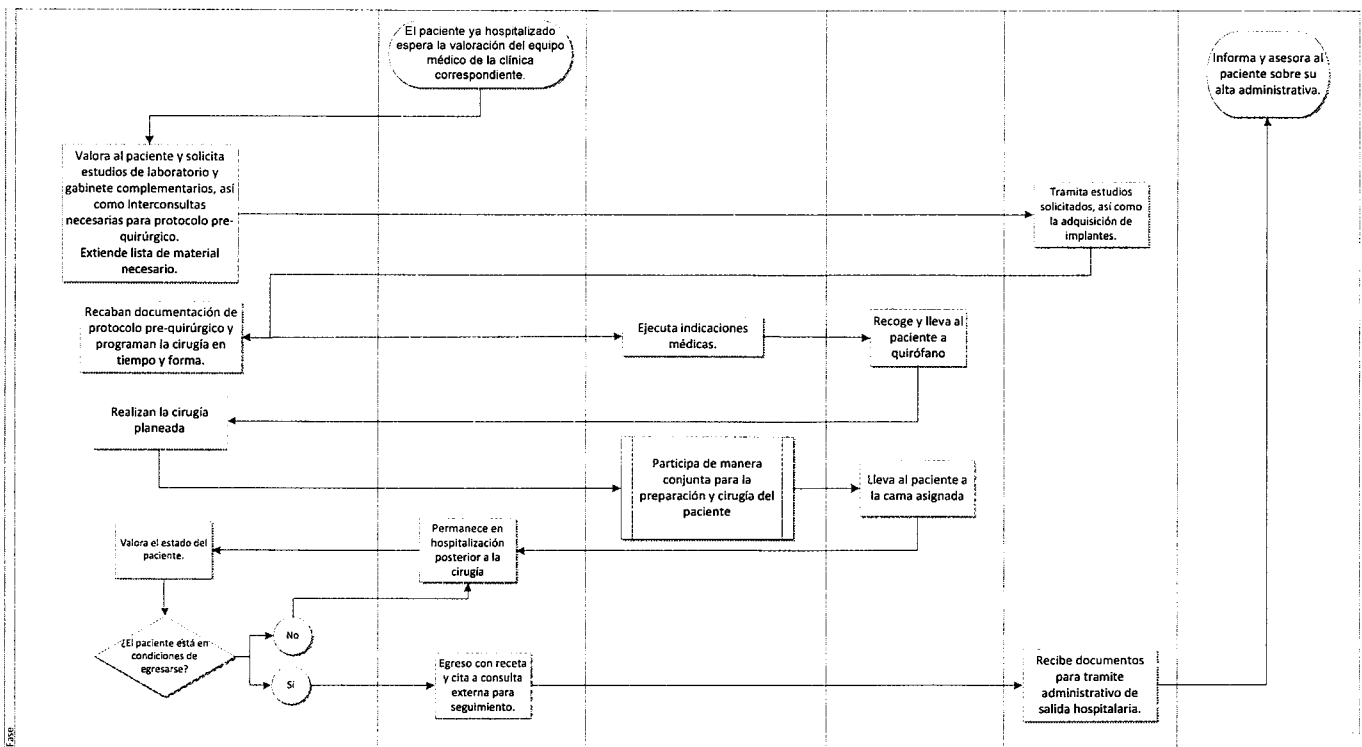 El paciente ya hospitalizado
espera la valoración del equipo
médico de la clínica
correspondiente.
Informa y asesora al
paciente sobre su
alta administrativa.
Valora al paciente y solicita
estudios de laboratorio y
gabinete complementarios, así
como Interconsultas
necesarias para protocolo pre-
quirúrgico.
Extiende lista de material
necesario.
Tramita estudios
solicitados, así como
la adquisición de
implantes.
Recaban documentación de
protocolo pre-quirúrgico y
programan la cirugía en
tiempo y forma.
Ejecuta indicaciones
médicas.
Recoge y lleva al
paciente a
quirófano
Realizan la cirugía
planeada
Participa de manera
conjunta para la
preparación y cirugía del
paciente
Lleva al paciente a
la cama asignada
Valora el estado del
paciente.
Permanece en
hospitalización
posterior a la
cirugía
¿El paciente está en
condiciones de
egresarse?
No
Sí
Egreso con receta
y cita a consulta
externa para
seguimiento.
Recibe documentos
para tramite
administrativo de
salida hospitalaria.
Fase